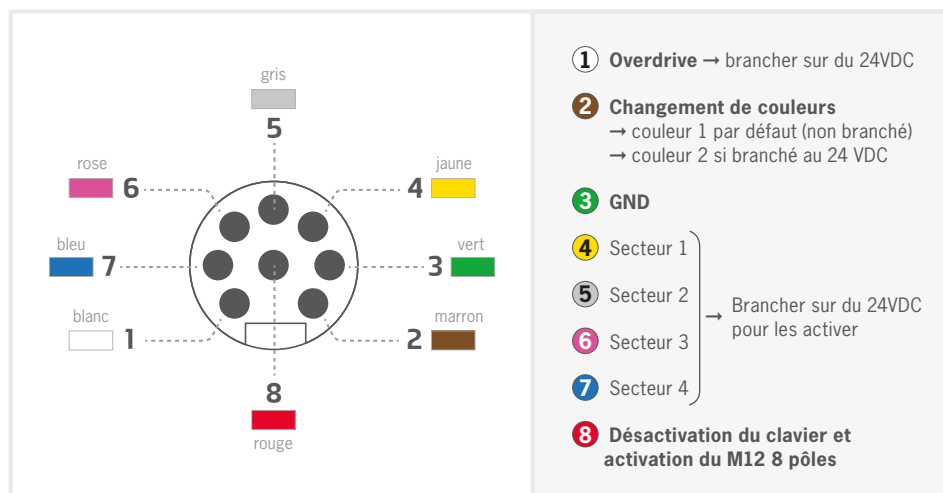 gris
5
rose
6
jaune
4
bleu
7
vert
3
blanc
1
marron
2
8
rouge
1 Overdrive → brancher sur du 24VDC
2 Changement de couleurs
→ couleur 1 par défaut (non branché)
→ couleur 2 si branché au 24 VDC
3 GND
4 Secteur 1
5 Secteur 2
6 Secteur 3
7 Secteur 4
→ Brancher sur du 24VDC
pour les activer
8 Désactivation du clavier et
activation du M12 8 pôles